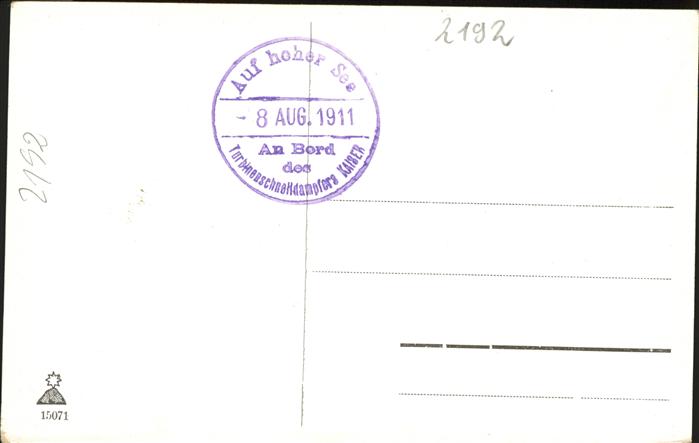 2192
Auf hoher See
- 8 AUG. 1911
An Bord
des
Turbinenschnelldampfers KAISER
2192
15071